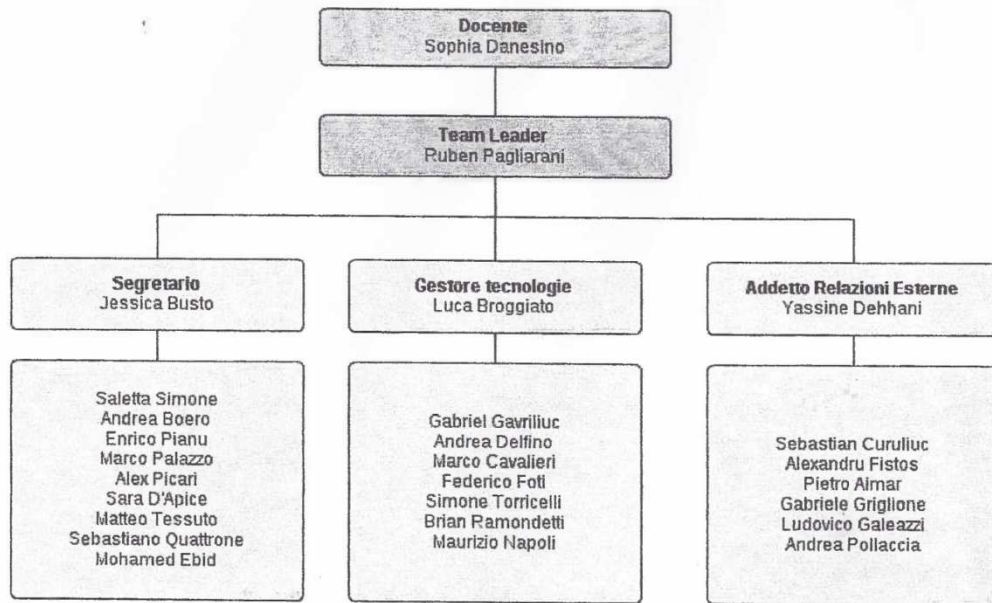 Docente
Sophia Danesino
Team Leader
Ruben Pagliarani
Segretario
Jessica Busto
Gestore tecnologie
Luca Broggiato
Addetto Relazioni Esterne
Yassine Dehhani
Saletta Simone
Andrea Boero
Enrico Pianu
Marco Palazzo
Alex Picari
Sara D'Apice
Matteo Tessuto
Sebastiano Quattrone
Mohamed Ebid
Gabriel Gavriliuc
Andrea Delfino
Marco Cavalieri
Federico Foti
Simone Torricelli
Brian Ramondetti
Maurizio Napoli
Sebastian Curuliuc
Alexandru Fistos
Pietro Aimar
Gabriele Griglione
Ludovico Galeazzi
Andrea Pollaccia